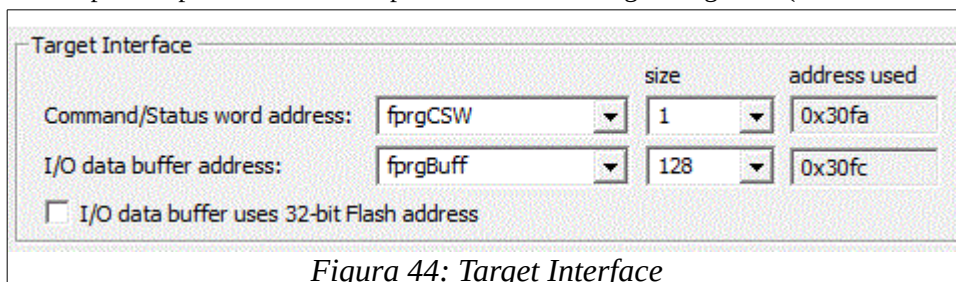 Target Interface
size address used
Command/Status word address: fprgCSW 1 0x30fa
I/O data buffer address: fprgBuff 128 0x30fc
I/O data buffer uses 32-bit Flash address
Figura 44: Target Interface